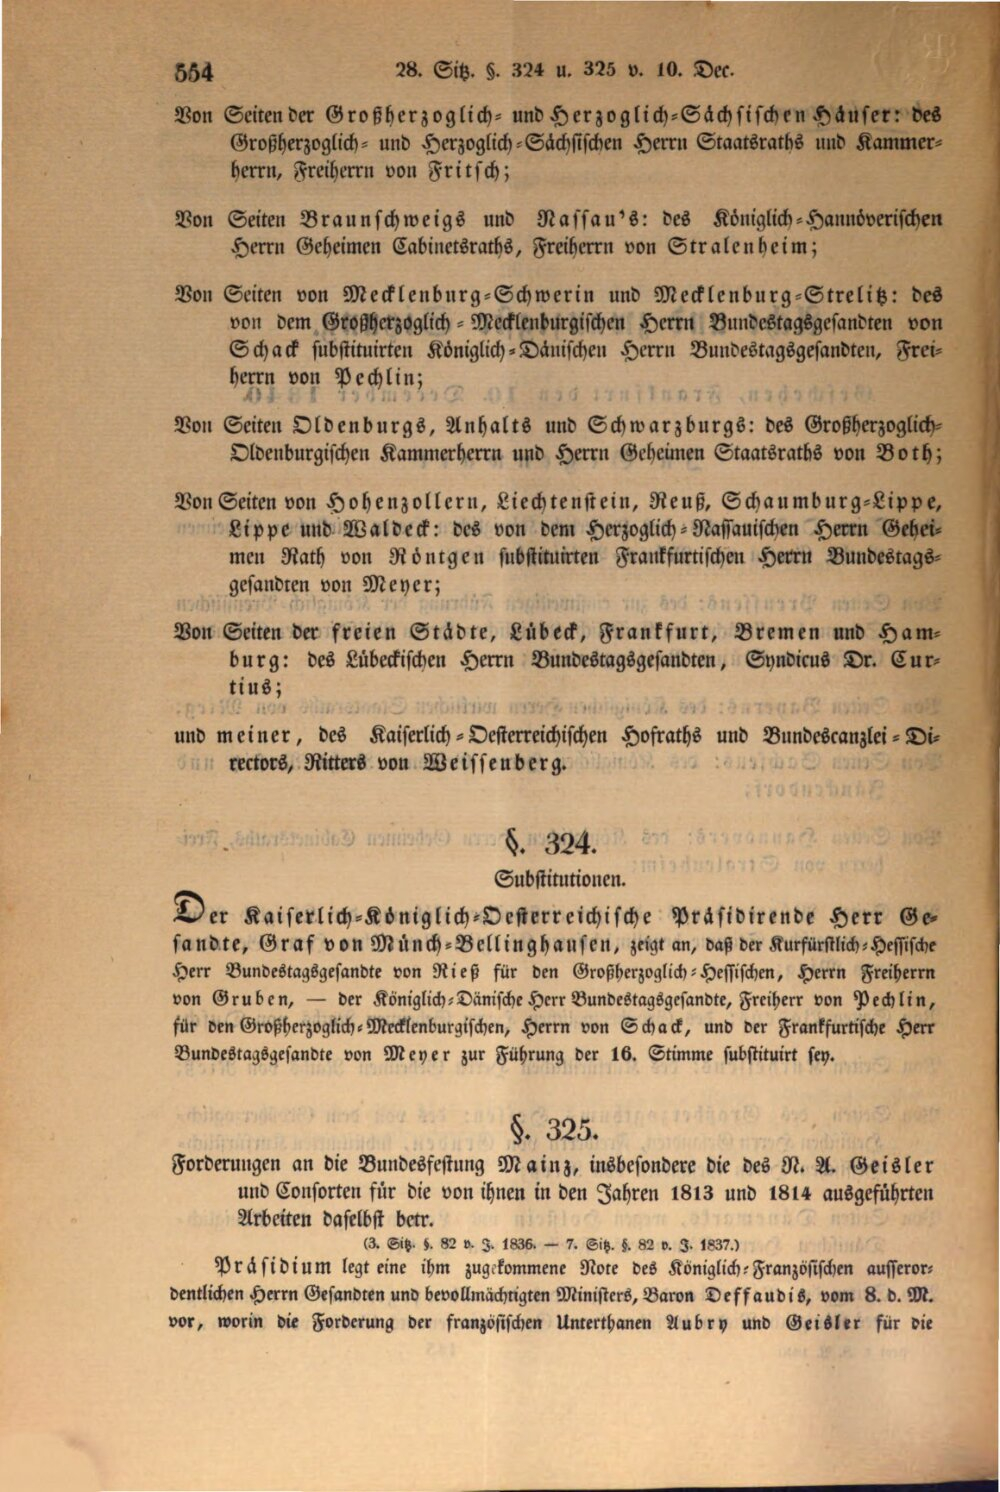 554
28. Sitz. §. 324 u. 325 v. 10. Dec.
Von Seiten der Großherzoglich- und Herzoglich-Sächsischen Häuser: des
Großherzoglich- und Herzoglich-Sächsischen Herrn Staatsraths und Kammer-
herrn, Freiherrn von Fritsch;
Von Seiten Braunschweigs und Nassau's: des Königlich-Hannöverischen
Herrn Geheimen Cabinetsraths, Freiherrn von Stralenheim;
Von Seiten von Mecklenburg-Schwerin und Mecklenburg-Strelitz: des
von dem Großherzoglich-Mecklenburgischen Herrn Bundestagsgesandten von
Schack substituirten Königlich-Dänischen Herrn Bundestagsgesandten, Frei-
herrn von Pechlin;
Von Seiten Oldenburgs, Anhalts und Schwarzburgs: des Großherzoglich-
Oldenburgischen Kammerherrn und Herrn Geheimen Staatsraths von Both;
Von Seiten von Hohenzollern, Liechtenstein, Reuß, Schaumburg-Lippe,
Lippe und Waldeck: des von dem Herzoglich-Nassauischen Herrn Gehei-
men Rath von Röntgen substituirten Frankfurtischen Herrn Bundestags-
gesandten von Meyer;
Von Seiten der freien Städte, Lübeck, Frankfurt, Bremen und Ham-
burg: des Lübeckischen Herrn Bundestagsgesandten, Syndicus Dr. Cur-
tius;
und meiner, des Kaiserlich-Oesterreichischen Hofraths und Bundescanzlei-Di-
rectors, Ritters von Weissenberg.
§. 324.
Substitutionen.
Der Kaiserlich-Königlich-Oesterreichische Präsidirende Herr Ge-
sandte, Graf von Münch-Bellinghausen, zeigt an, daß der Kurfürstlich-Hessische
Herr Bundestagsgesandte von Rieß für den Großherzoglich-Hessischen, Herrn Freiherrn
von Gruben, — der Königlich-Dänische Herr Bundestagsgesandte, Freiherr von Pechlin,
für den Großherzoglich-Mecklenburgischen, Herrn von Schack, und der Frankfurtische Herr
Bundestagsgesandte von Meyer zur Führung der 16. Stimme substituirt sey.
§. 325.
Forderungen an die Bundesfestung Mainz, insbesondere die des N. A. Geisler
und Consorten für die von ihnen in den Jahren 1813 und 1814 ausgeführten
Arbeiten daselbst betr.
(3. Sitz. §. 82 v. J. 1836. — 7. Sitz. §. 82 v. J. 1837.)
Präsidium legt eine ihm zugekommene Note des Königlich-Französischen ausseror-
dentlichen Herrn Gesandten und bevollmächtigten Ministers, Baron Deffaudis, vom 8. d. M.
vor, worin die Forderung der französischen Unterthanen Aubry und Geisler für die